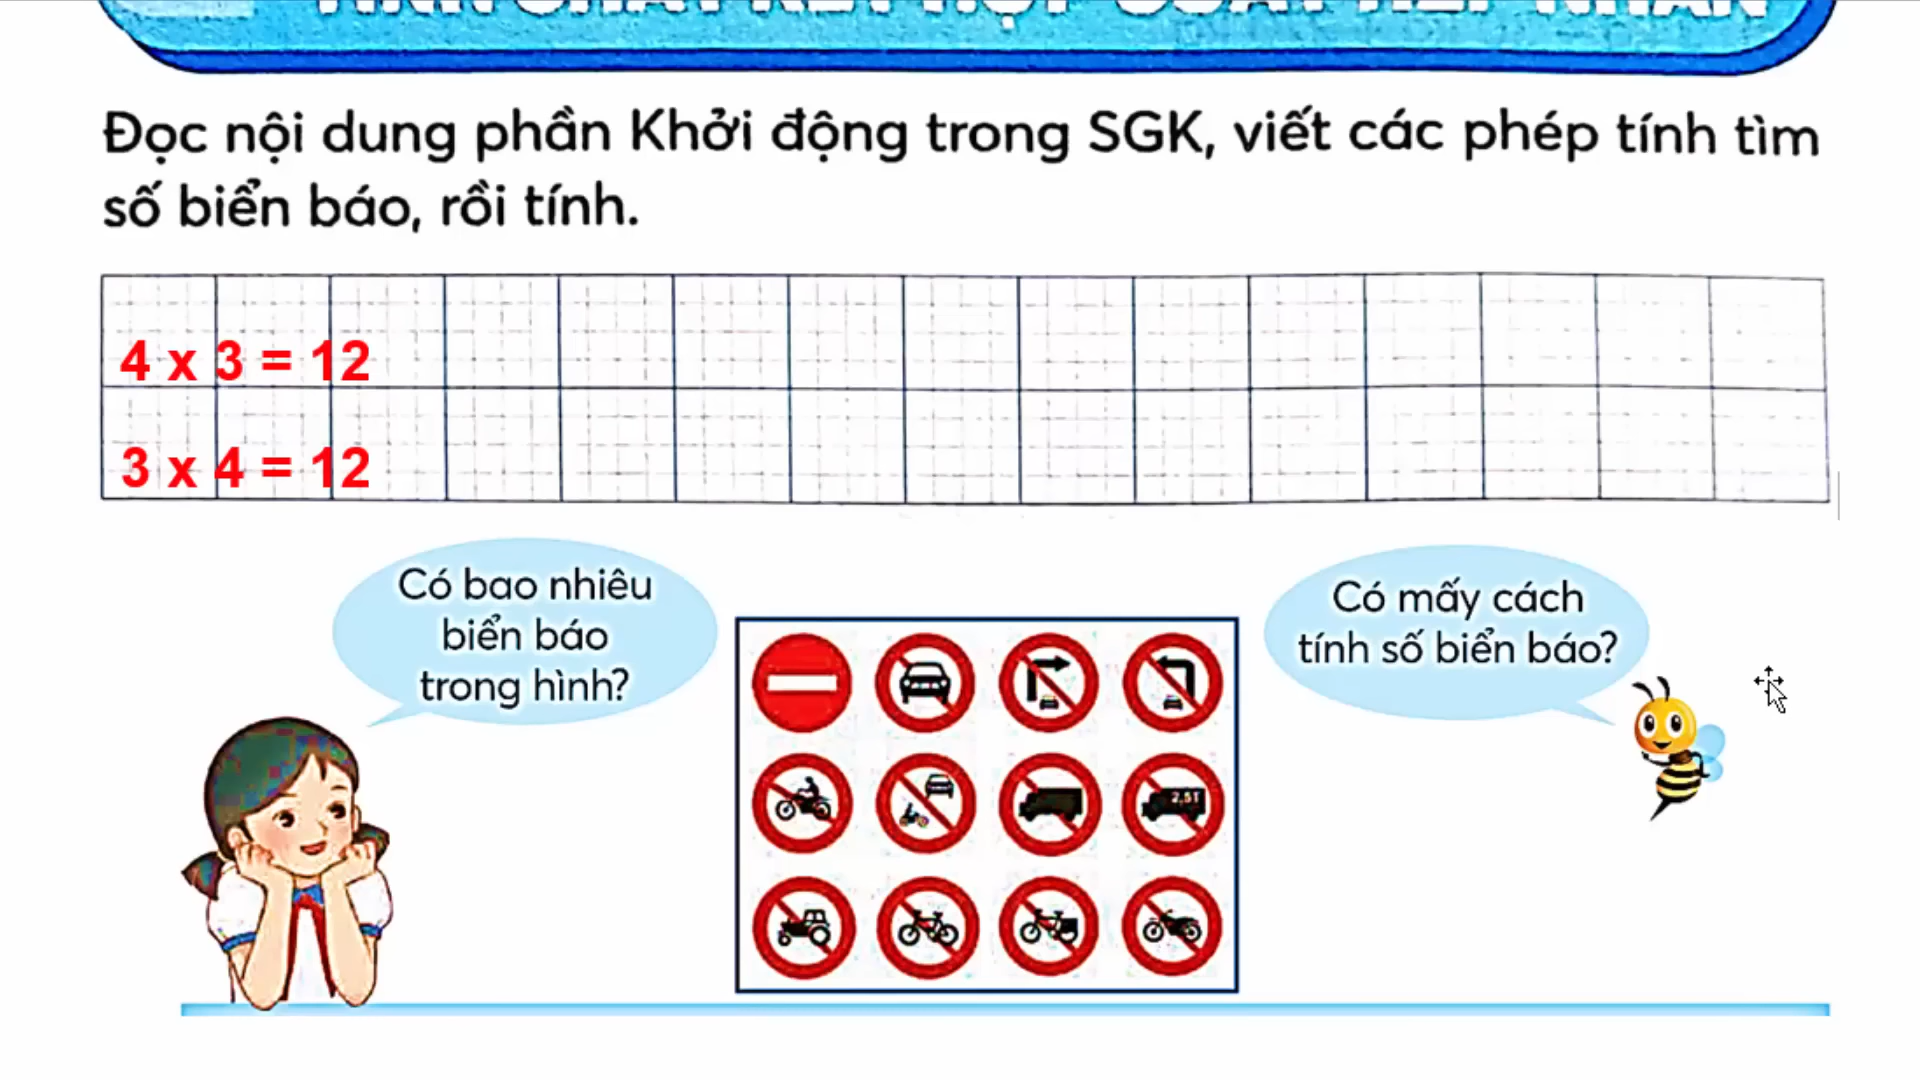 Đọc nội dung phần Khởi động trong SGK, viết các phép tính tìm
số biển báo, rồi tính.
4 x 3 = 12
3 x 4 = 12
Có bao nhiêu
biển báo
trong hình?
Có mấy cách
tính số biển báo?
2,5T